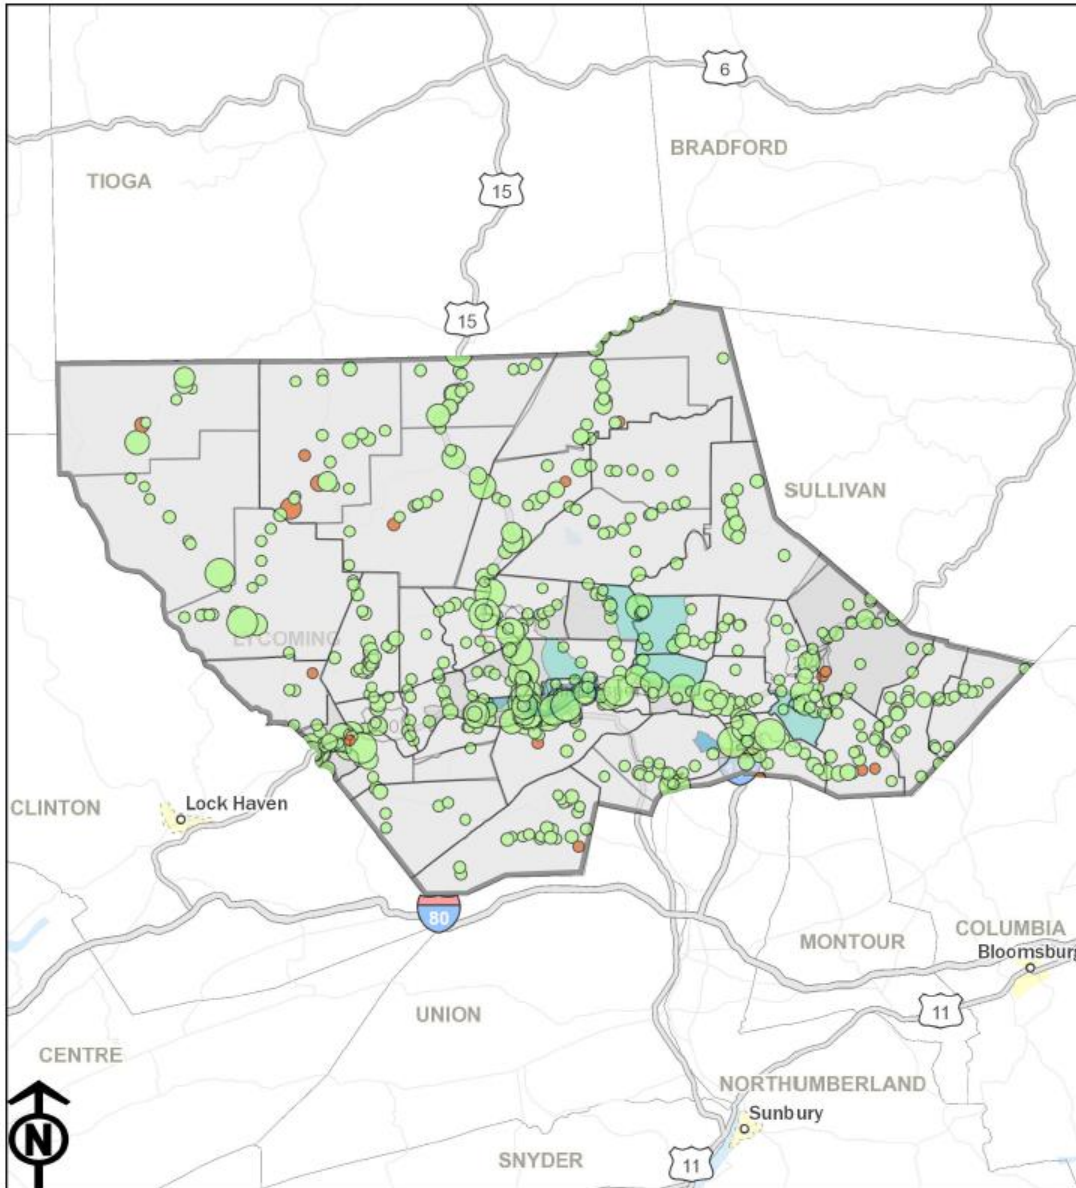 6
BRADFORD
TIOGA
15
15
SULLIVAN
LYCOMING
CLINTON
Lock Haven
80
COLUMBIA
MONTOUR
Bloomsburg
11
UNION
CENTRE
NORTHUMBERLAND
Sunbury
N
SNYDER
11